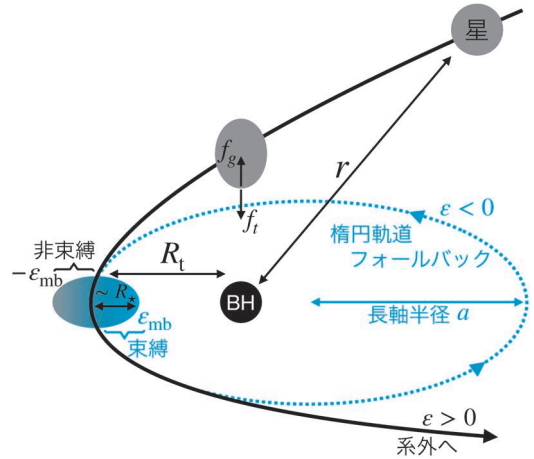 星
f_g
r
f_t
ε < 0
楕円軌道
フォールバック
非束縛
−ε_mb
R_t
BH
~ R_⋆
ε_mb
束縛
長軸半径 a
ε > 0
系外へ